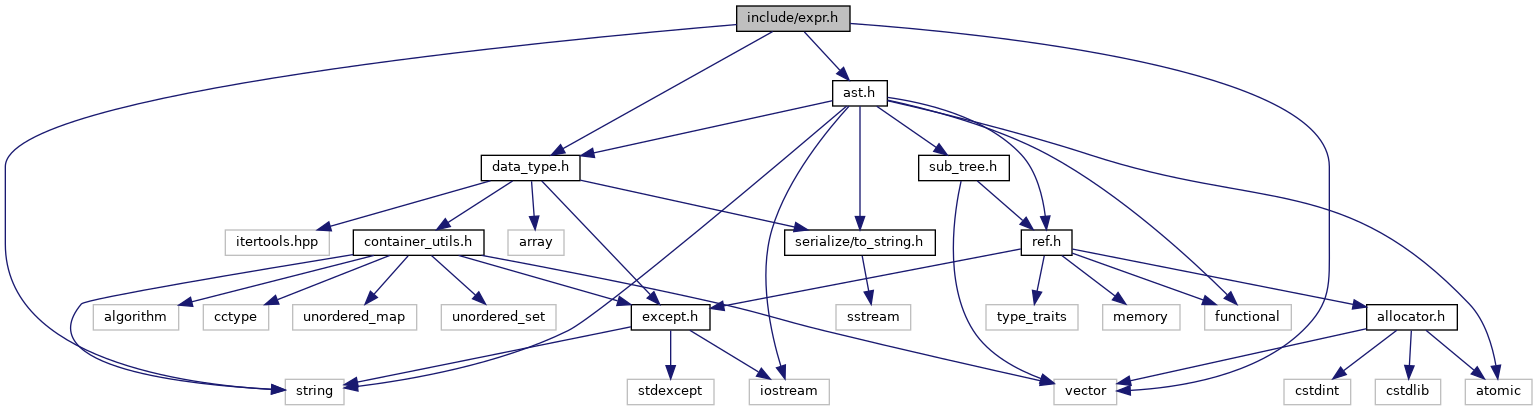 include/expr.h
ast.h
data_type.h
sub_tree.h
itertools.hpp
container_utils.h
array
serialize/to_string.h
ref.h
algorithm
cctype
unordered_map
unordered_set
except.h
sstream
type_traits
memory
functional
allocator.h
string
stdexcept
iostream
vector
cstdint
cstdlib
atomic